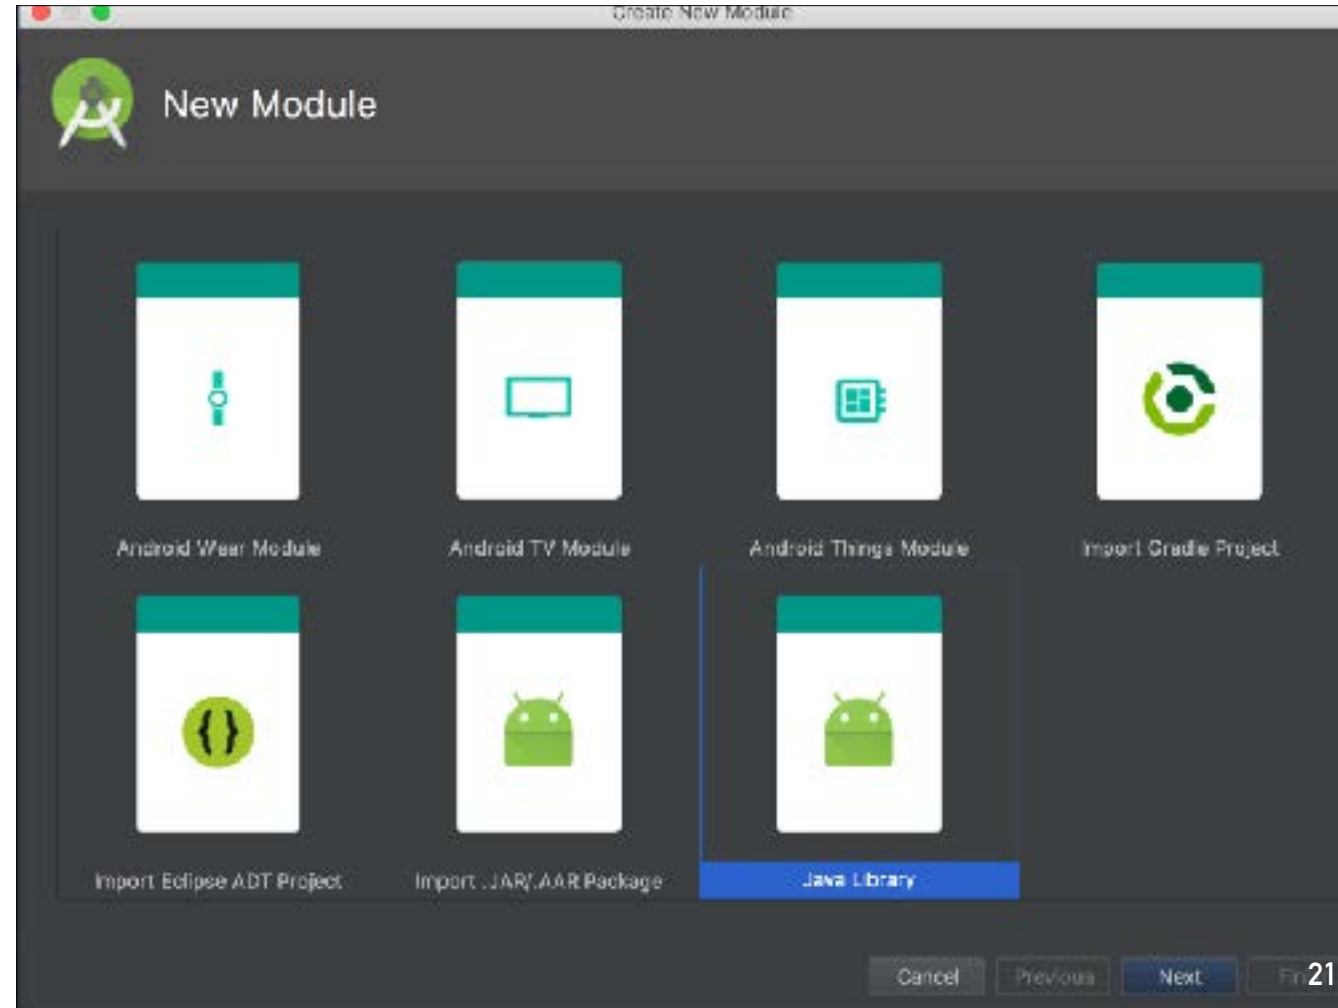 Create New Module
New Module
Android Wear Module
Android TV Module
Android Things Module
Import Gradle Project
Import Eclipse ADT Project
Import .JAR/.AAR Package
Java Library
Cancel
Previous
Next
21